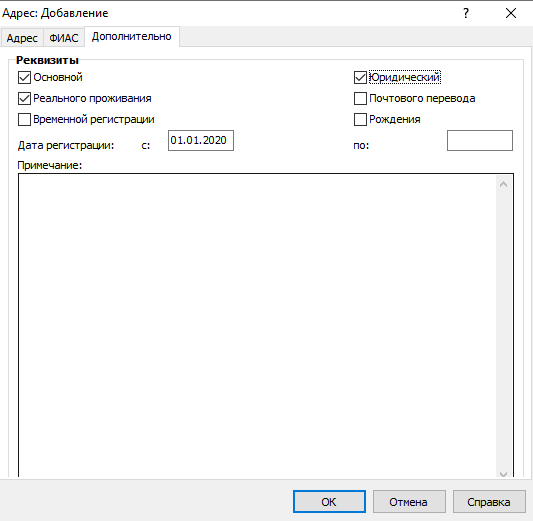 Адрес: Добавление ?
Адрес ФИАС Дополнительно
Реквизиты
Основной Юридический
Реального проживания Почтового перевода
Временной регистрации Рождения
Дата регистрации: с: 01.01.2020 по:
Примечание:
ОК Отмена Справка